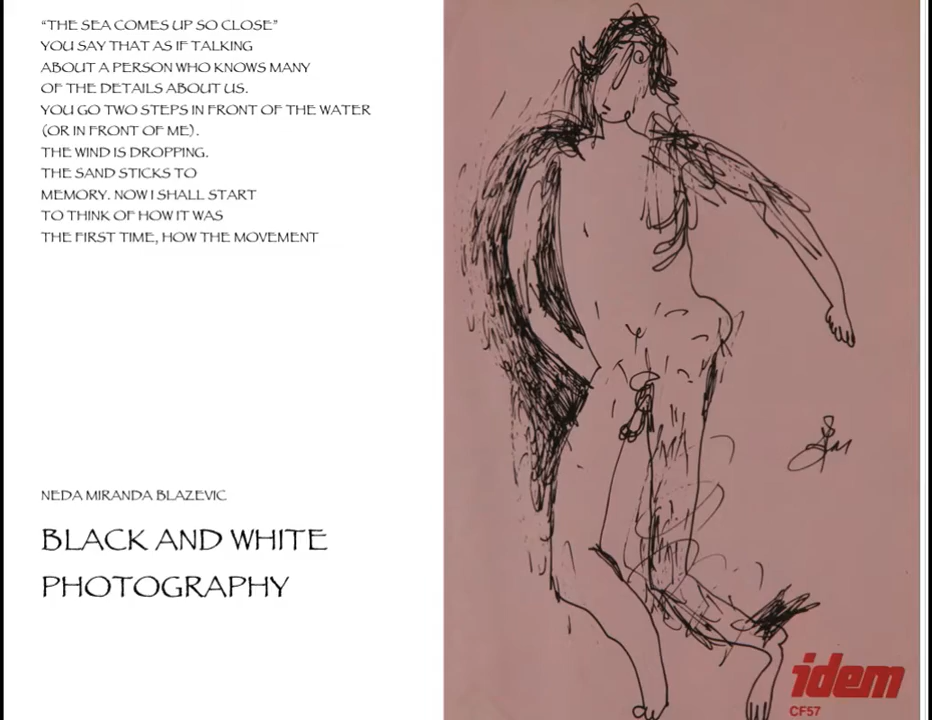 “THE SEA COMES UP SO CLOSE”
YOU SAY THAT AS IF TALKING
ABOUT A PERSON WHO KNOWS MANY
OF THE DETAILS ABOUT US.
YOU GO TWO STEPS IN FRONT OF THE WATER
(OR IN FRONT OF ME).
THE WIND IS DROPPING.
THE SAND STICKS TO
MEMORY. NOW I SHALL START
TO THINK OF HOW IT WAS
THE FIRST TIME, HOW THE MOVEMENT
NEDA MIRANDA BLAZEVIC
BLACK AND WHITE
PHOTOGRAPHY
idem
CF57